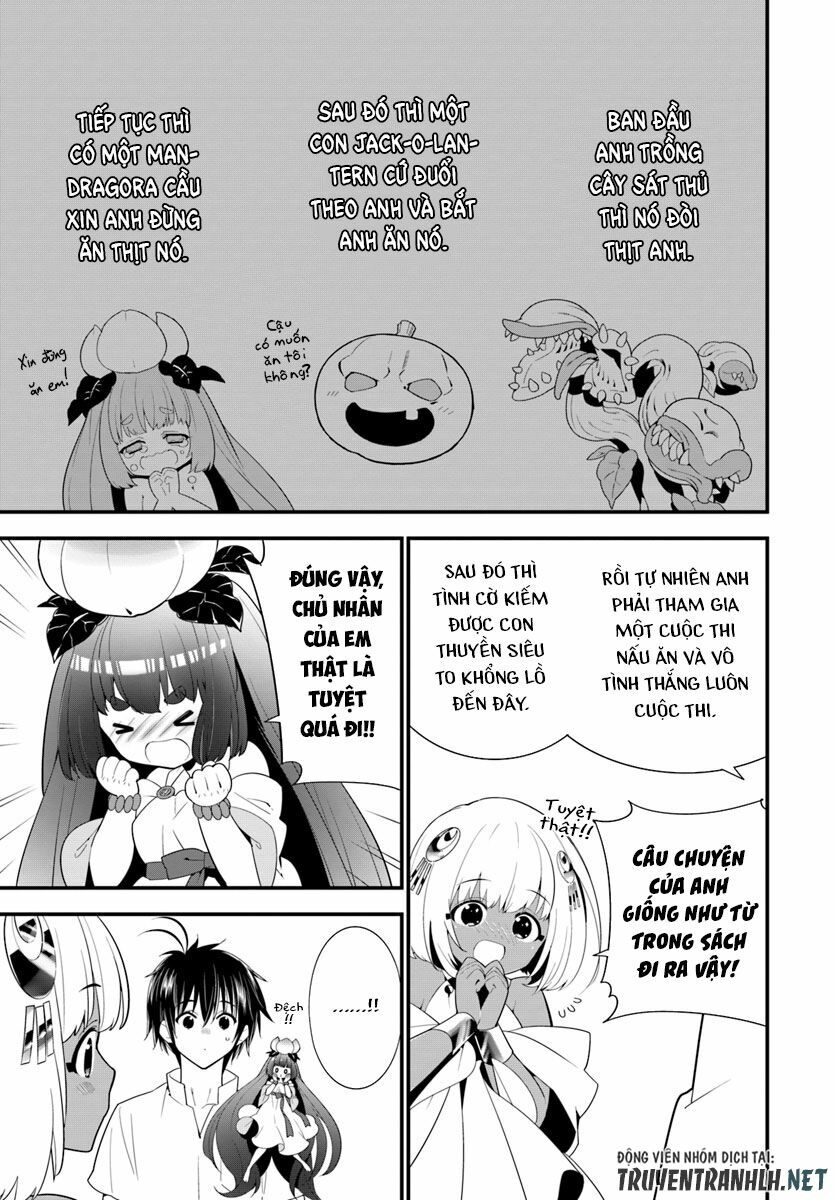 BAN ĐẦU
ANH TRỒNG
CÂY SÁT THỦ
THÌ NÓ ĐÒI
THỊT ANH.
SAU ĐÓ THÌ MỘT
CON JACK-O-LAN-
TERN CỨ ĐUỔI
THEO ANH VÀ BẮT
ANH ĂN NÓ.
TIẾP TỤC THÌ
CÓ MỘT MAN-
DRAGORA CẦU
XIN ANH ĐỪNG
ĂN THỊT NÓ.
Cậu
có muốn
ăn tôi
không?
Xin đừng
ăn em!
RỒI TỰ NHIÊN ANH
PHẢI THAM GIA
MỘT CUỘC THI
NẤU ĂN VÀ VÔ
TÌNH THẮNG LUÔN
CUỘC THI.
SAU ĐÓ THÌ
TÌNH CỜ KIẾM
ĐƯỢC CON
THUYỀN SIÊU
TO KHỔNG LỒ
ĐẾN ĐÂY.
Tuyệt
thật!!
CÂU CHUYỆN
CỦA ANH
GIỐNG NHƯ TỪ
TRONG SÁCH
ĐI RA VẬY!
ĐÚNG VẬY,
CHỦ NHÂN
CỦA EM
THẬT LÀ
TUYỆT
QUÁ ĐI!!
......!!
Đệch
!!
ĐỘNG VIÊN NHÓM DỊCH TẠI:
TRUYENTRANHLH.NET